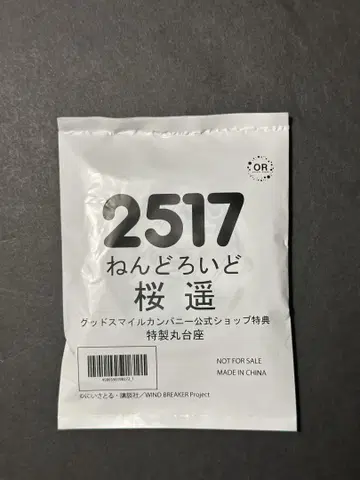 OR
2517
ねんどろいど
桜 遥
グッドスマイルカンパニー公式ショップ特典
特製丸台座
NOT FOR SALE
MADE IN CHINA
©にいさとる・講談社／WIND BREAKER Project